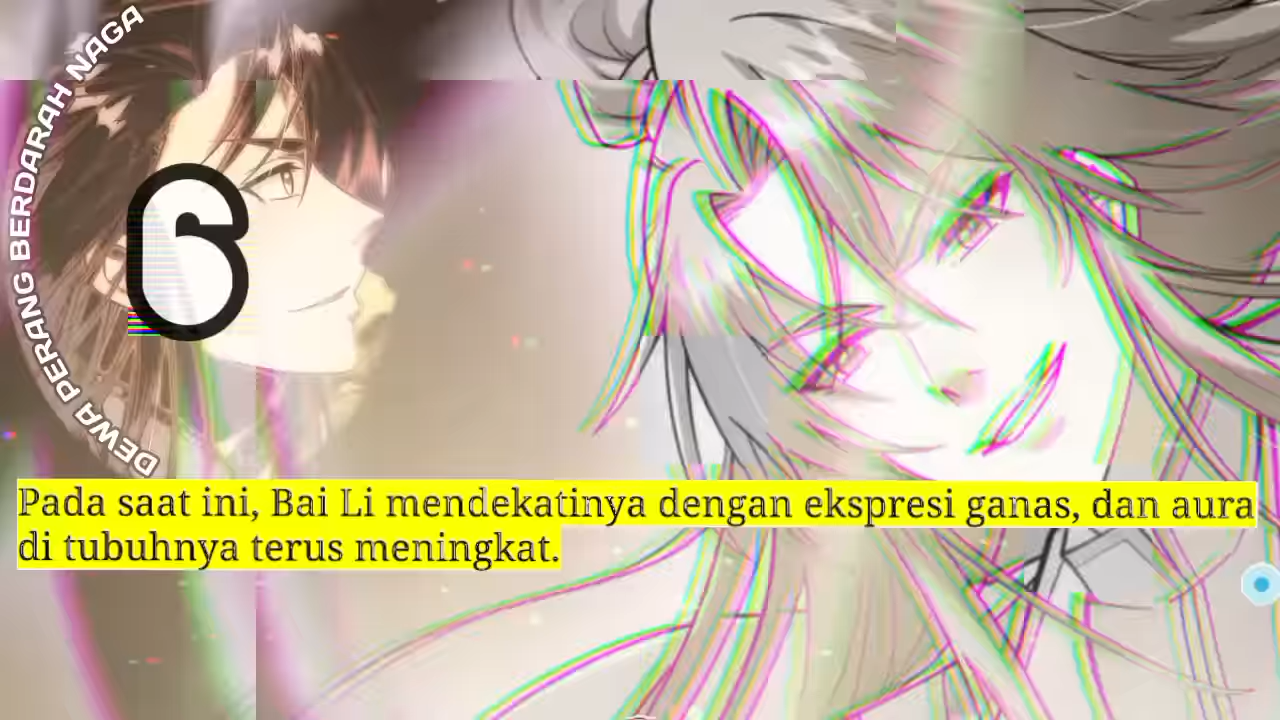 DEWA PERANG BERDARAH NAGA
6
Pada saat ini, Bai Li mendekatinya dengan ekspresi ganas, dan aura
di tubuhnya terus meningkat.